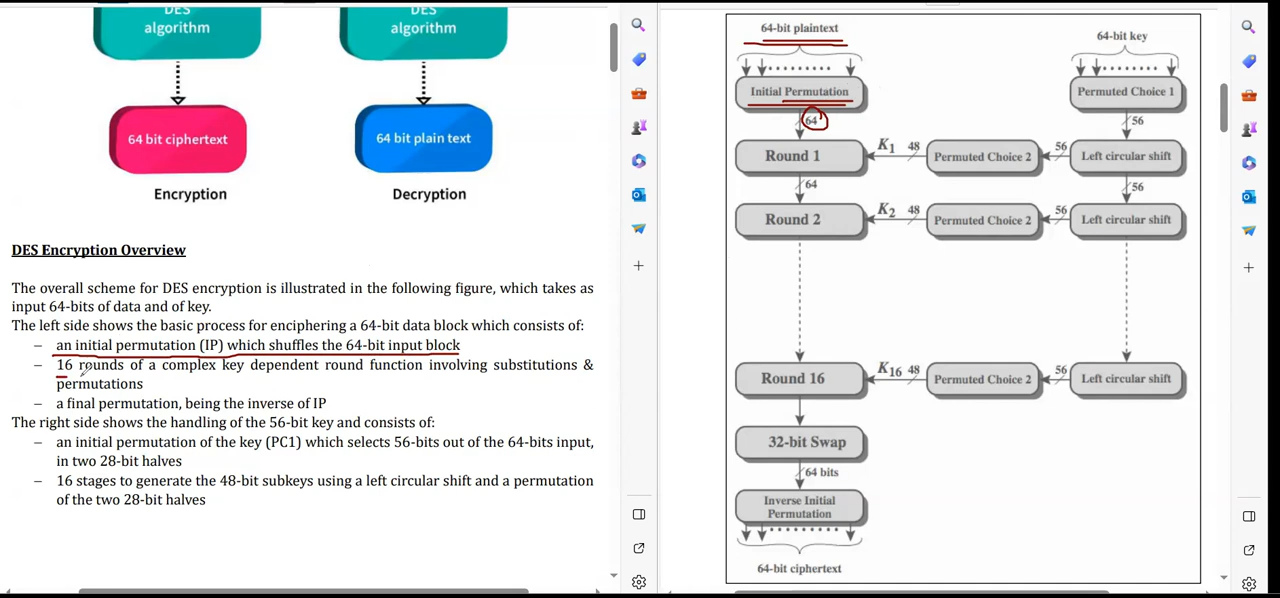 DES
algorithm
DES
algorithm
64 bit ciphertext
64 bit plain text
Encryption
Decryption
DES Encryption Overview
The overall scheme for DES encryption is illustrated in the following figure, which takes as
input 64-bits of data and of key.
The left side shows the basic process for enciphering a 64-bit data block which consists of:
– an initial permutation (IP) which shuffles the 64-bit input block
– 16 rounds of a complex key dependent round function involving substitutions &
permutations
– a final permutation, being the inverse of IP
The right side shows the handling of the 56-bit key and consists of:
– an initial permutation of the key (PC1) which selects 56-bits out of the 64-bits input,
in two 28-bit halves
– 16 stages to generate the 48-bit subkeys using a left circular shift and a permutation
of the two 28-bit halves
64-bit plaintext
64-bit key
Initial Permutation
Permuted Choice 1
64
56
Round 1
K1 48
Permuted Choice 2
56
Left circular shift
64
56
Round 2
K2 48
Permuted Choice 2
56
Left circular shift
Round 16
K16 48
Permuted Choice 2
56
Left circular shift
32-bit Swap
64 bits
Inverse Initial
Permutation
64-bit ciphertext